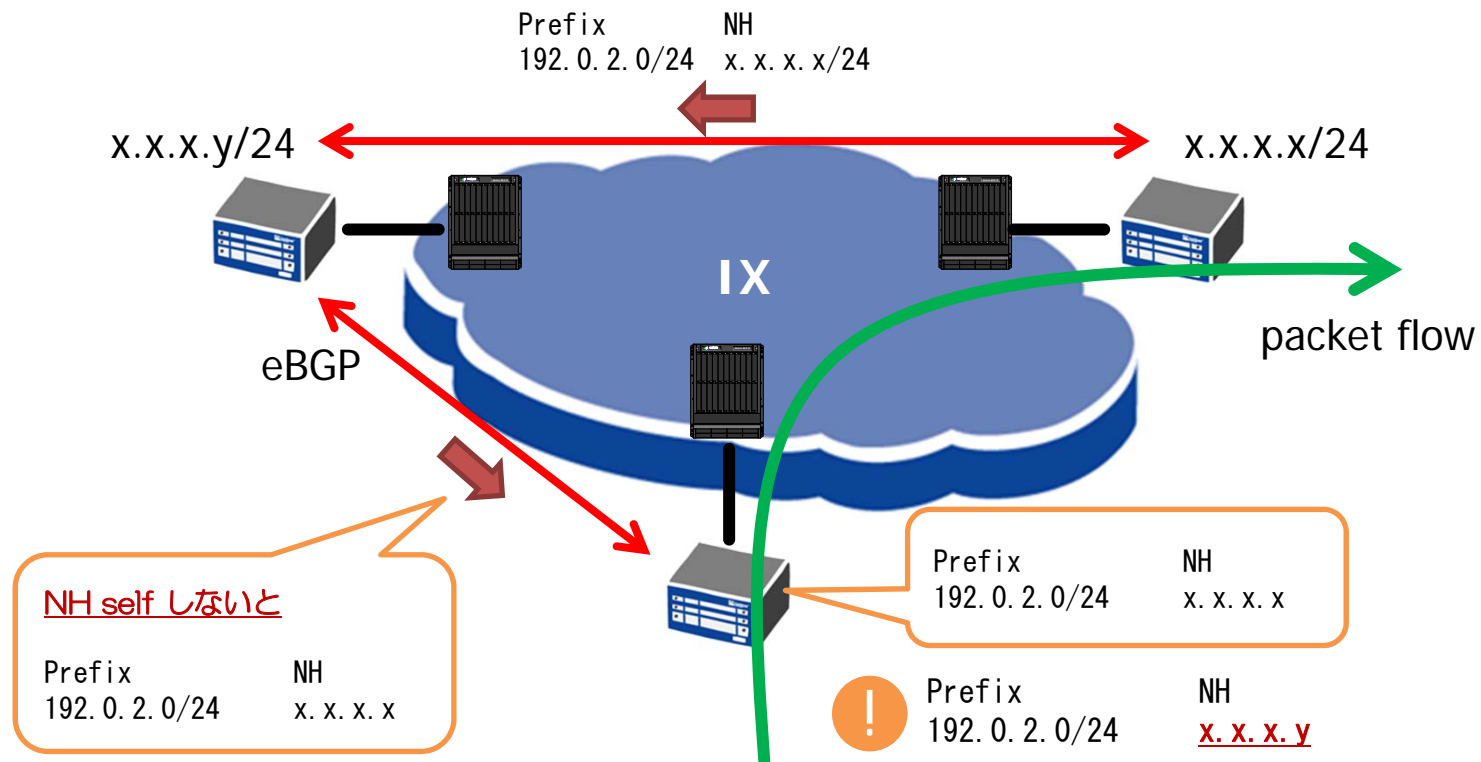 Prefix NH
192.0.2.0/24 x.x.x.x/24
x.x.x.y/24
x.x.x.x/24
IX
packet flow
eBGP
NH self しないと
Prefix NH
192.0.2.0/24 x.x.x.x
Prefix NH
192.0.2.0/24 x.x.x.x
!
Prefix NH
192.0.2.0/24 x.x.x.y